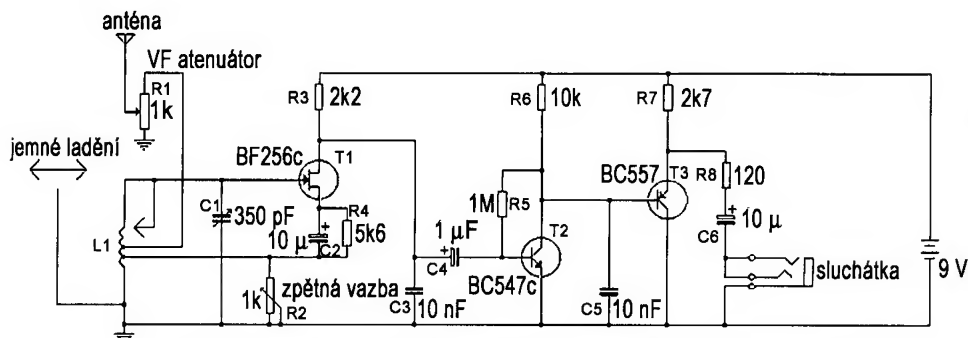 anténa
VF atenuátor
R1
1k
jemné ladění
L1
C1
350 pF
BF256c
T1
R3
2k2
10 µ
C2
R4
5k6
1k
R2
zpětná vazba
C3
10 nF
1 µF
C4
1M
R5
R6
10k
T2
BC547c
C5
10 nF
R7
2k7
BC557
T3
R8
120
10 µ
C6
sluchátka
9 V